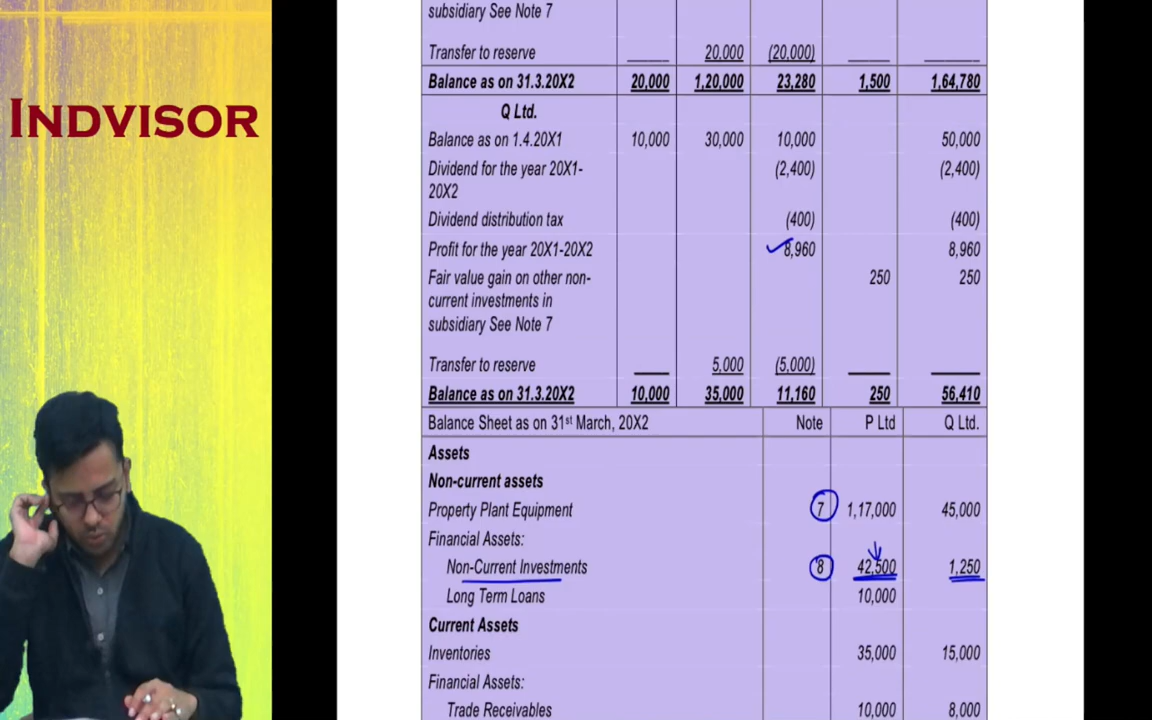 INDVISOR
subsidiary See Note 7
Transfer to reserve 20,000 (20,000)
Balance as on 31.3.20X2 20,000 1,20,000 23,280 1,500 1,64,780
Q Ltd.
Balance as on 1.4.20X1 10,000 30,000 10,000 50,000
Dividend for the year 20X1- (2,400) (2,400)
20X2
Dividend distribution tax (400) (400)
Profit for the year 20X1-20X2 8,960 8,960
Fair value gain on other non- 250 250
current investments in
subsidiary See Note 7
Transfer to reserve 5,000 (5,000)
Balance as on 31.3.20X2 10,000 35,000 11,160 250 56,410
Balance Sheet as on 31st March, 20X2 Note P Ltd Q Ltd.
Assets
Non-current assets
Property Plant Equipment 7 1,17,000 45,000
Financial Assets:
Non-Current Investments 8 42,500 1,250
Long Term Loans 10,000
Current Assets
Inventories 35,000 15,000
Financial Assets:
Trade Receivables 10,000 8,000